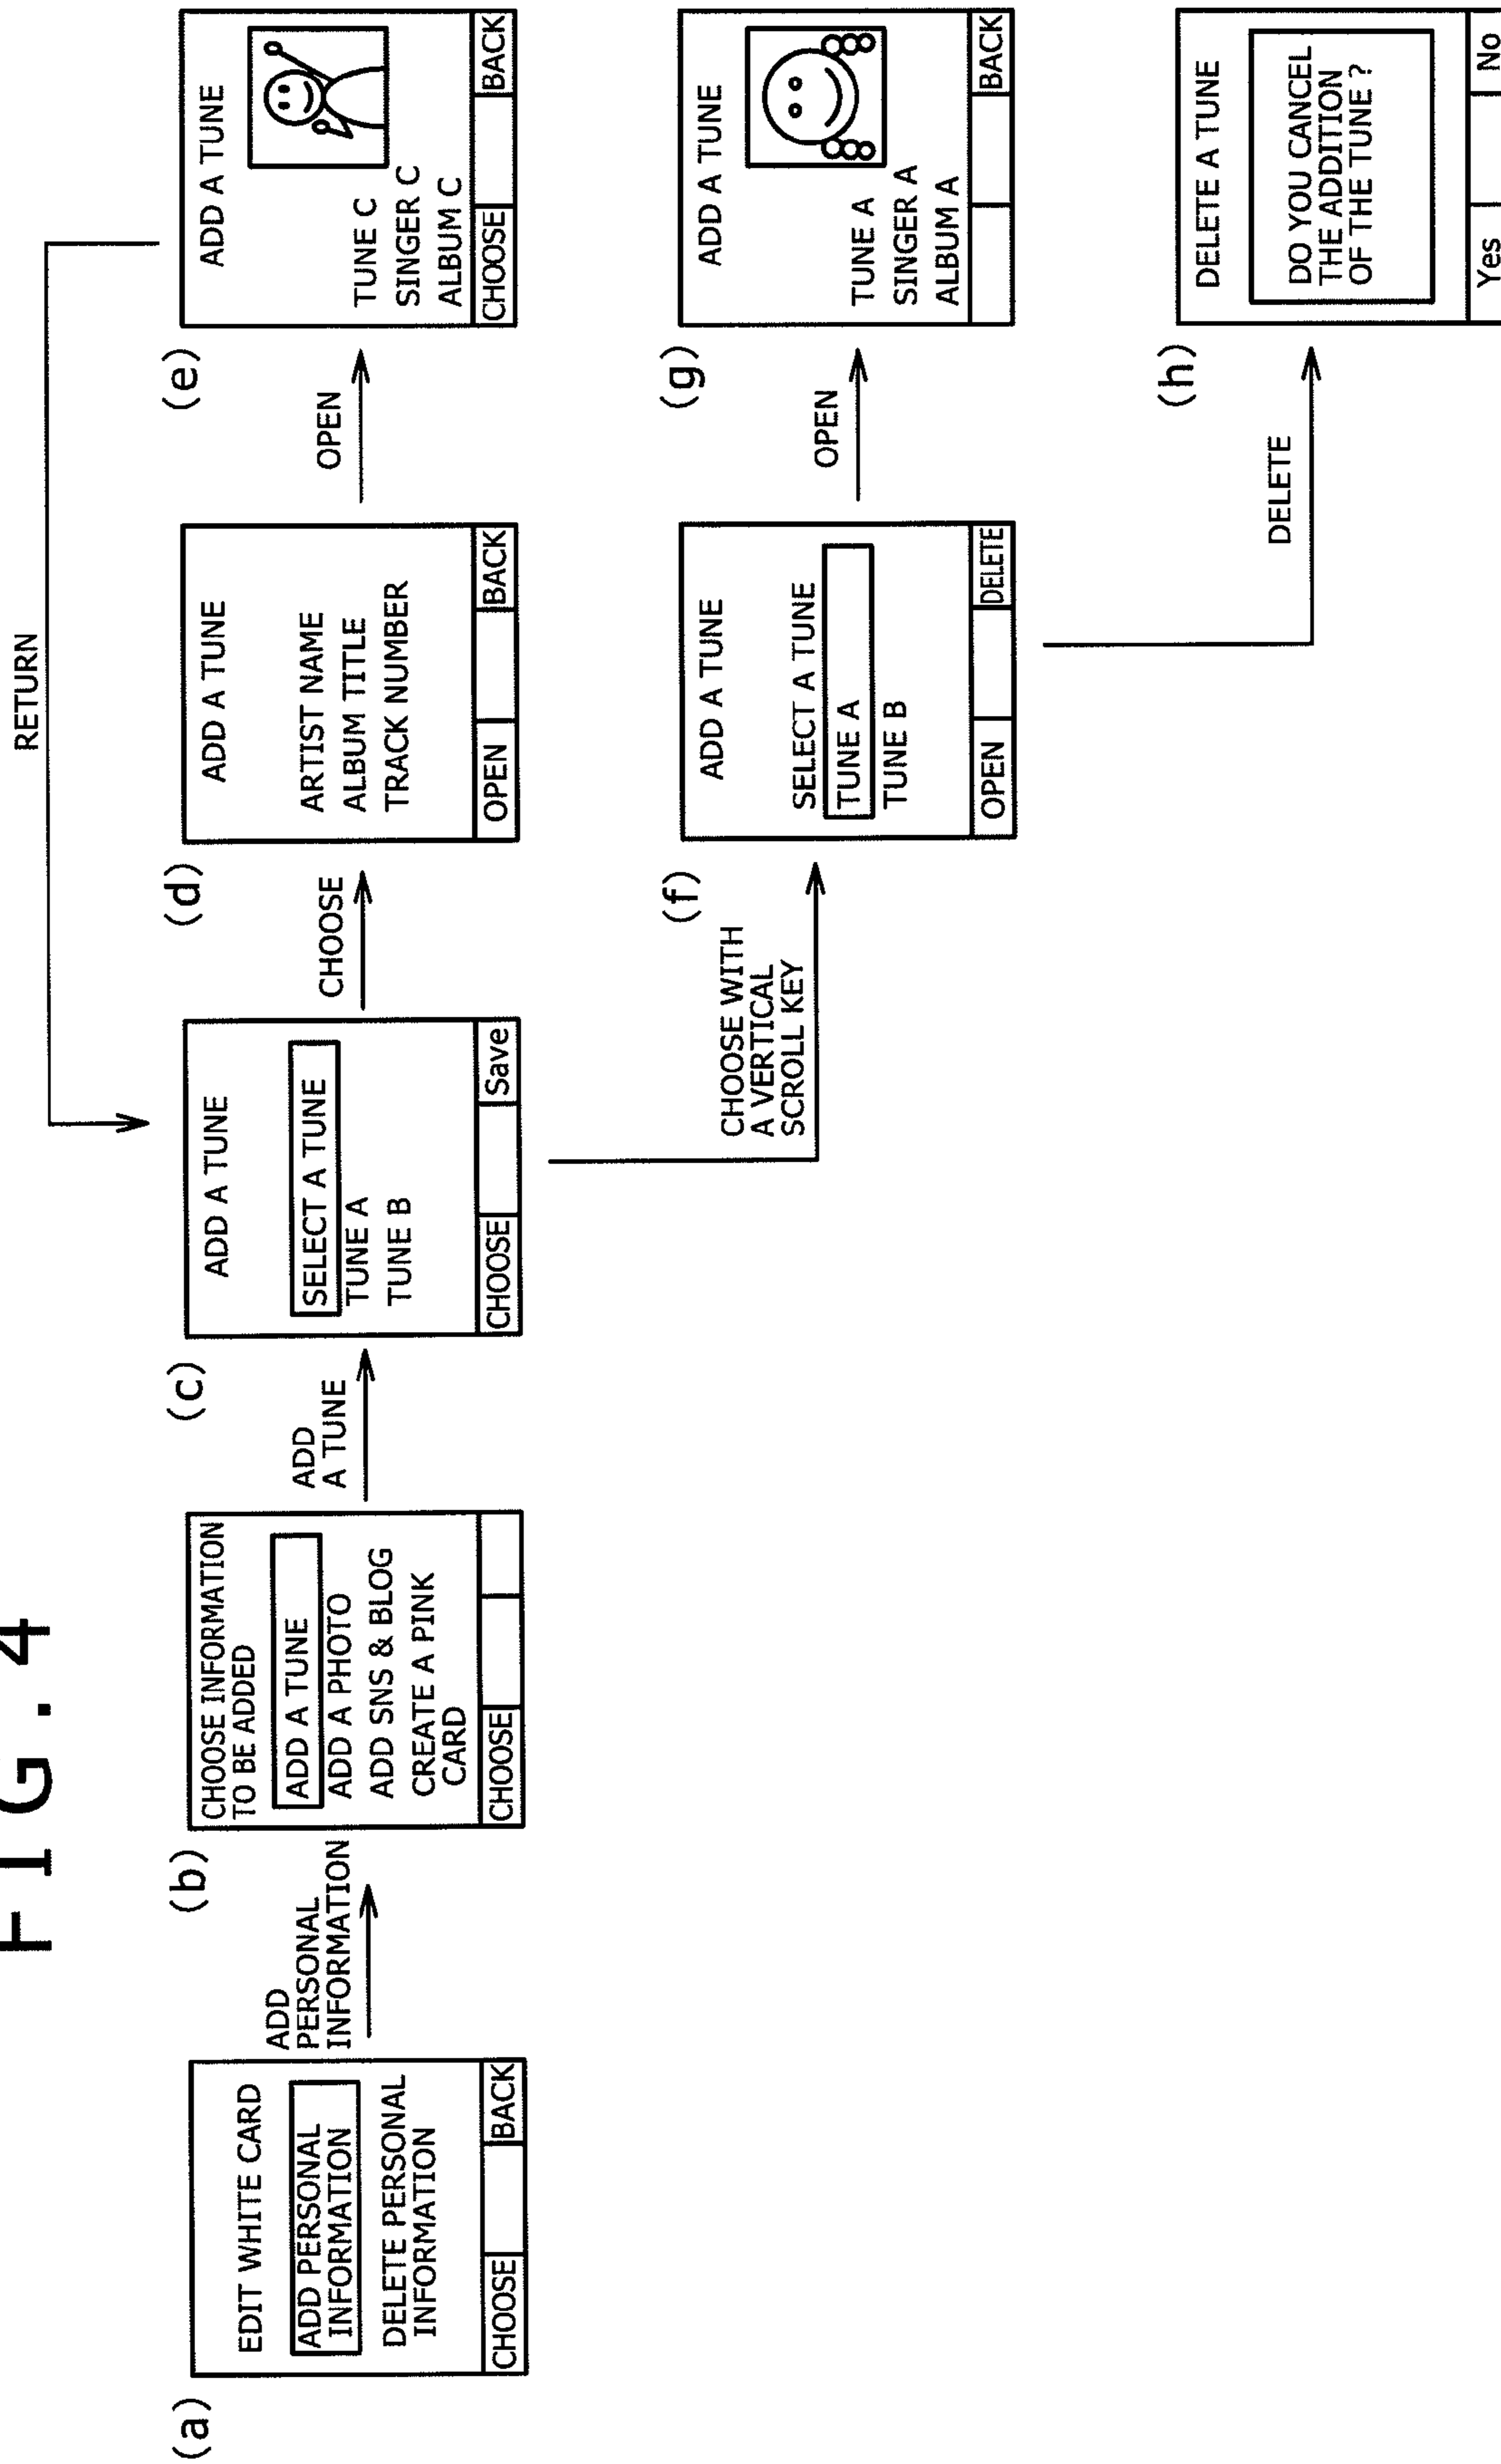 FIG. 4
RETURN
(a)
EDIT WHITE CARD
ADD PERSONAL
INFORMATION
DELETE PERSONAL
INFORMATION
CHOOSE
BACK
ADD
PERSONAL
INFORMATION
(b)
CHOOSE INFORMATION
TO BE ADDED
ADD A TUNE
ADD A PHOTO
ADD SNS & BLOG
CREATE A PINK
CARD
CHOOSE
ADD
A TUNE
(c)
ADD A TUNE
SELECT A TUNE
TUNE A
TUNE B
CHOOSE
Save
CHOOSE
(d)
ADD A TUNE
ARTIST NAME
ALBUM TITLE
TRACK NUMBER
OPEN
BACK
OPEN
(e)
ADD A TUNE
TUNE C
SINGER C
ALBUM C
CHOOSE
BACK
CHOOSE WITH
A VERTICAL
SCROLL KEY
(f)
ADD A TUNE
SELECT A TUNE
TUNE A
TUNE B
OPEN
DELETE
OPEN
(g)
ADD A TUNE
TUNE A
SINGER A
ALBUM A
BACK
DELETE
(h)
DELETE A TUNE
DO YOU CANCEL
THE ADDITION
OF THE TUNE ?
Yes
No